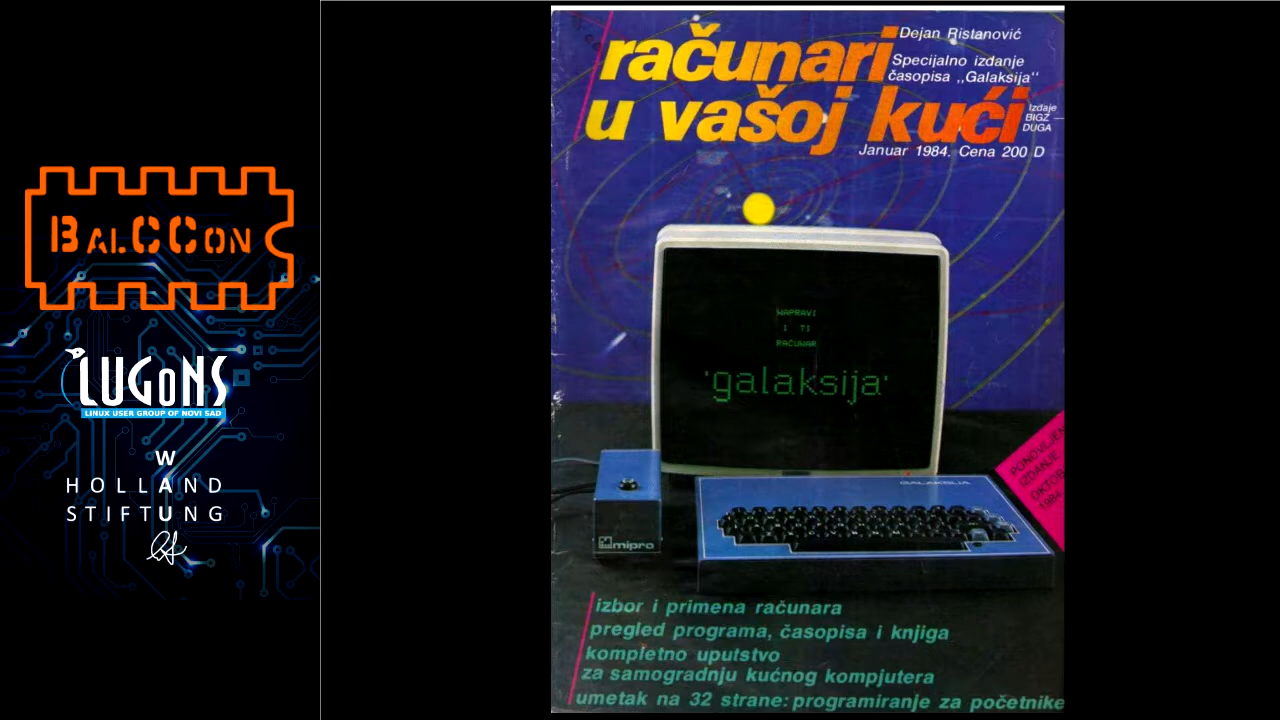 BALCCON
LUGONS
LINUX USER GROUP OF NOVI SAD
W
HOLLAND
STIFTUNG
računari
u vašoj kući
Dejan Ristanović
Specijalno izdanje
časopisa ,,Galaksija‘‘
Izdaje
BIGZ —
DUGA
Januar 1984. Cena 200 D
NAPRAVI
I TI
RAČUNAR
'galaksija'
GALAKSIJA
mipro
PONOVLJEN
IZDANJE
OKTOB
1984
izbor i primena računara
pregled programa, časopisa i knjiga
kompletno uputstvo
za samogradnju kućnog kompjutera
umetak na 32 strane: programiranje za početnike